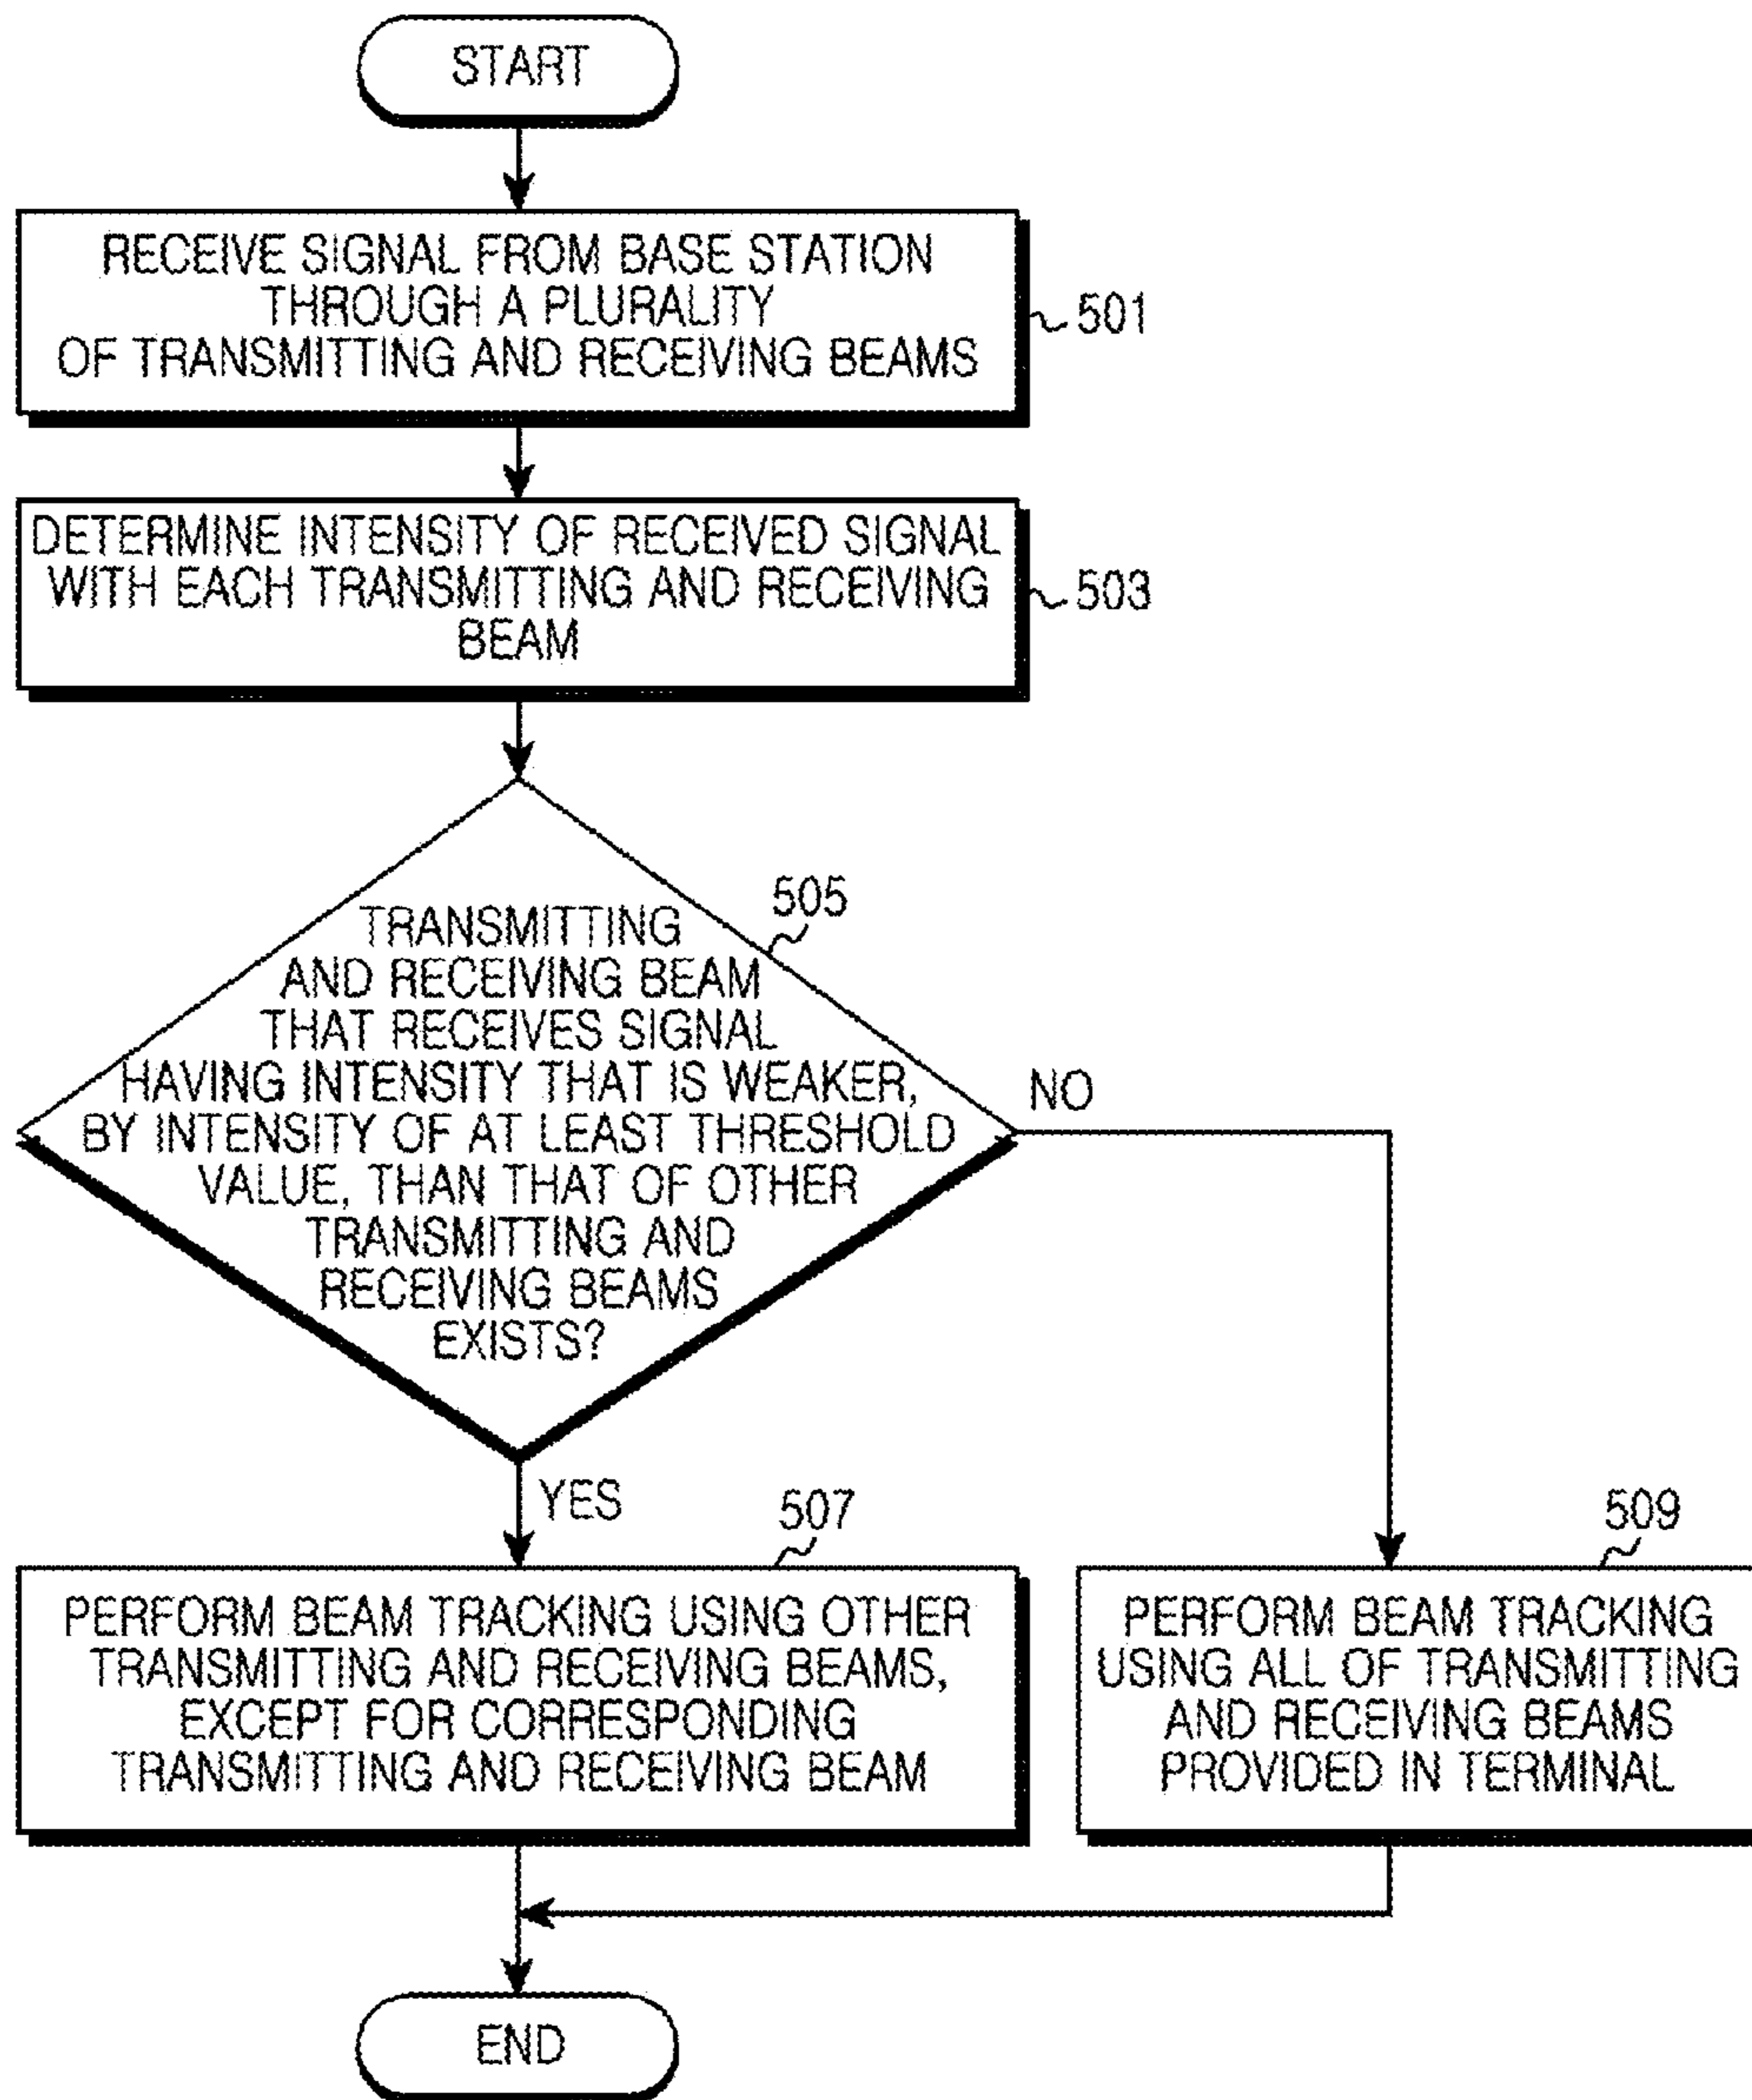 START
RECEIVE SIGNAL FROM BASE STATION
THROUGH A PLURALITY
OF TRANSMITTING AND RECEIVING BEAMS
501
DETERMINE INTENSITY OF RECEIVED SIGNAL
WITH EACH TRANSMITTING AND RECEIVING
BEAM
503
505
TRANSMITTING
AND RECEIVING BEAM
THAT RECEIVES SIGNAL
HAVING INTENSITY THAT IS WEAKER,
BY INTENSITY OF AT LEAST THRESHOLD
VALUE, THAN THAT OF OTHER
TRANSMITTING AND
RECEIVING BEAMS
EXISTS?
NO
YES
507
PERFORM BEAM TRACKING USING OTHER
TRANSMITTING AND RECEIVING BEAMS,
EXCEPT FOR CORRESPONDING
TRANSMITTING AND RECEIVING BEAM
509
PERFORM BEAM TRACKING
USING ALL OF TRANSMITTING
AND RECEIVING BEAMS
PROVIDED IN TERMINAL
END